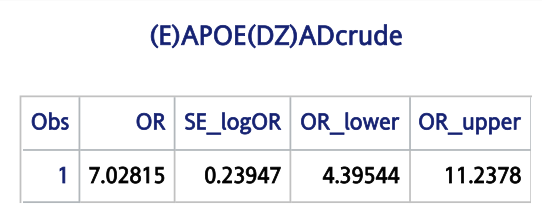 (E)APOE(DZ)ADcrude
Obs OR SE_logOR OR_lower OR_upper
1 7.02815 0.23947 4.39544 11.2378